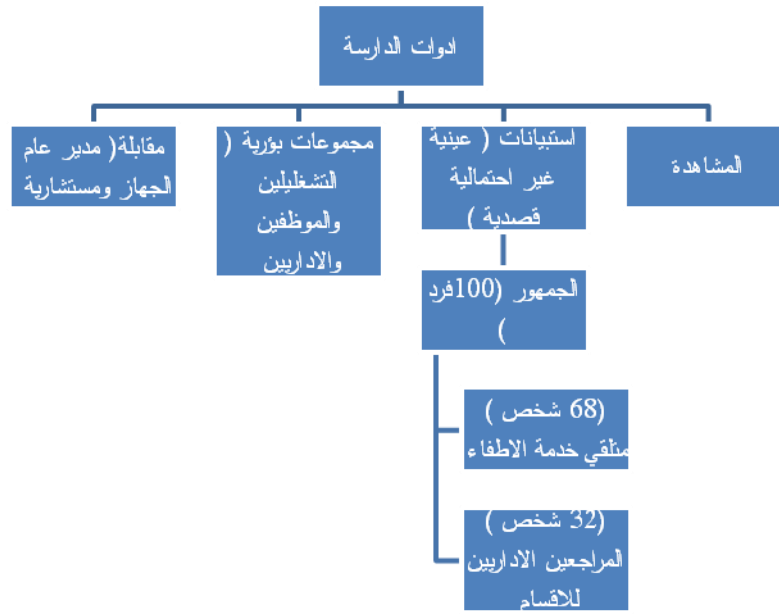 ادوات الدارسة
المشاهدة
استبيانات ( عينية
غير احتمالية
قصدية )
مجموعات بؤرية (
التشغليلين
والموظفين
والاداريين
مقابلة( مدير عام
الجهاز ومستشارية
الجمهور (100فرد
)
(68 شخص )
متلقي خدمة الاطفاء
(32 شخص )
المراجعين الاداريين
للاقسام